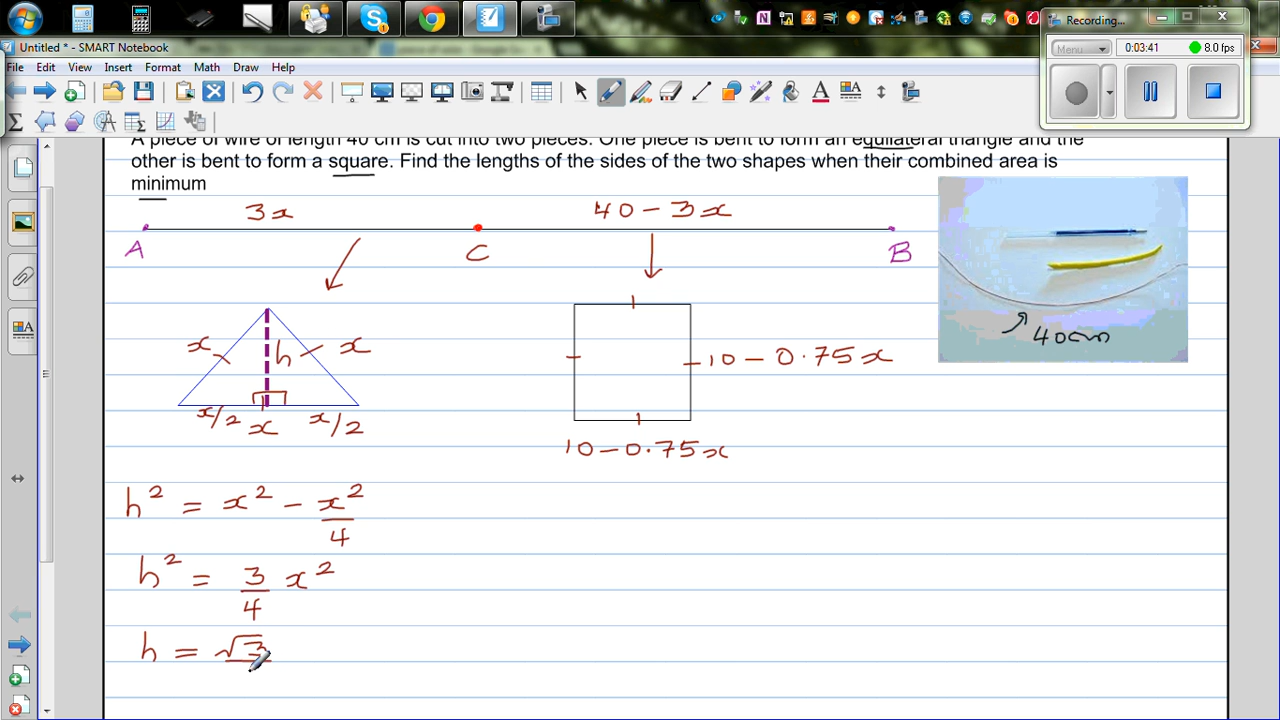 Untitled * - SMART Notebook
File Edit View Insert Format Math Draw Help
Recording...
Menu
0:03:41
8.0 fps
A piece of wire of length 40 cm is cut into two pieces. One piece is bent to form an equilateral triangle and the
other is bent to form a square. Find the lengths of the sides of the two shapes when their combined area is
minimum
3x 40 - 3x
A C B
x h x
x/2 x x/2
10 - 0.75x
10 - 0.75x
40cm
h² = x² - x²/4
h² = 3/4 x²
h = √3